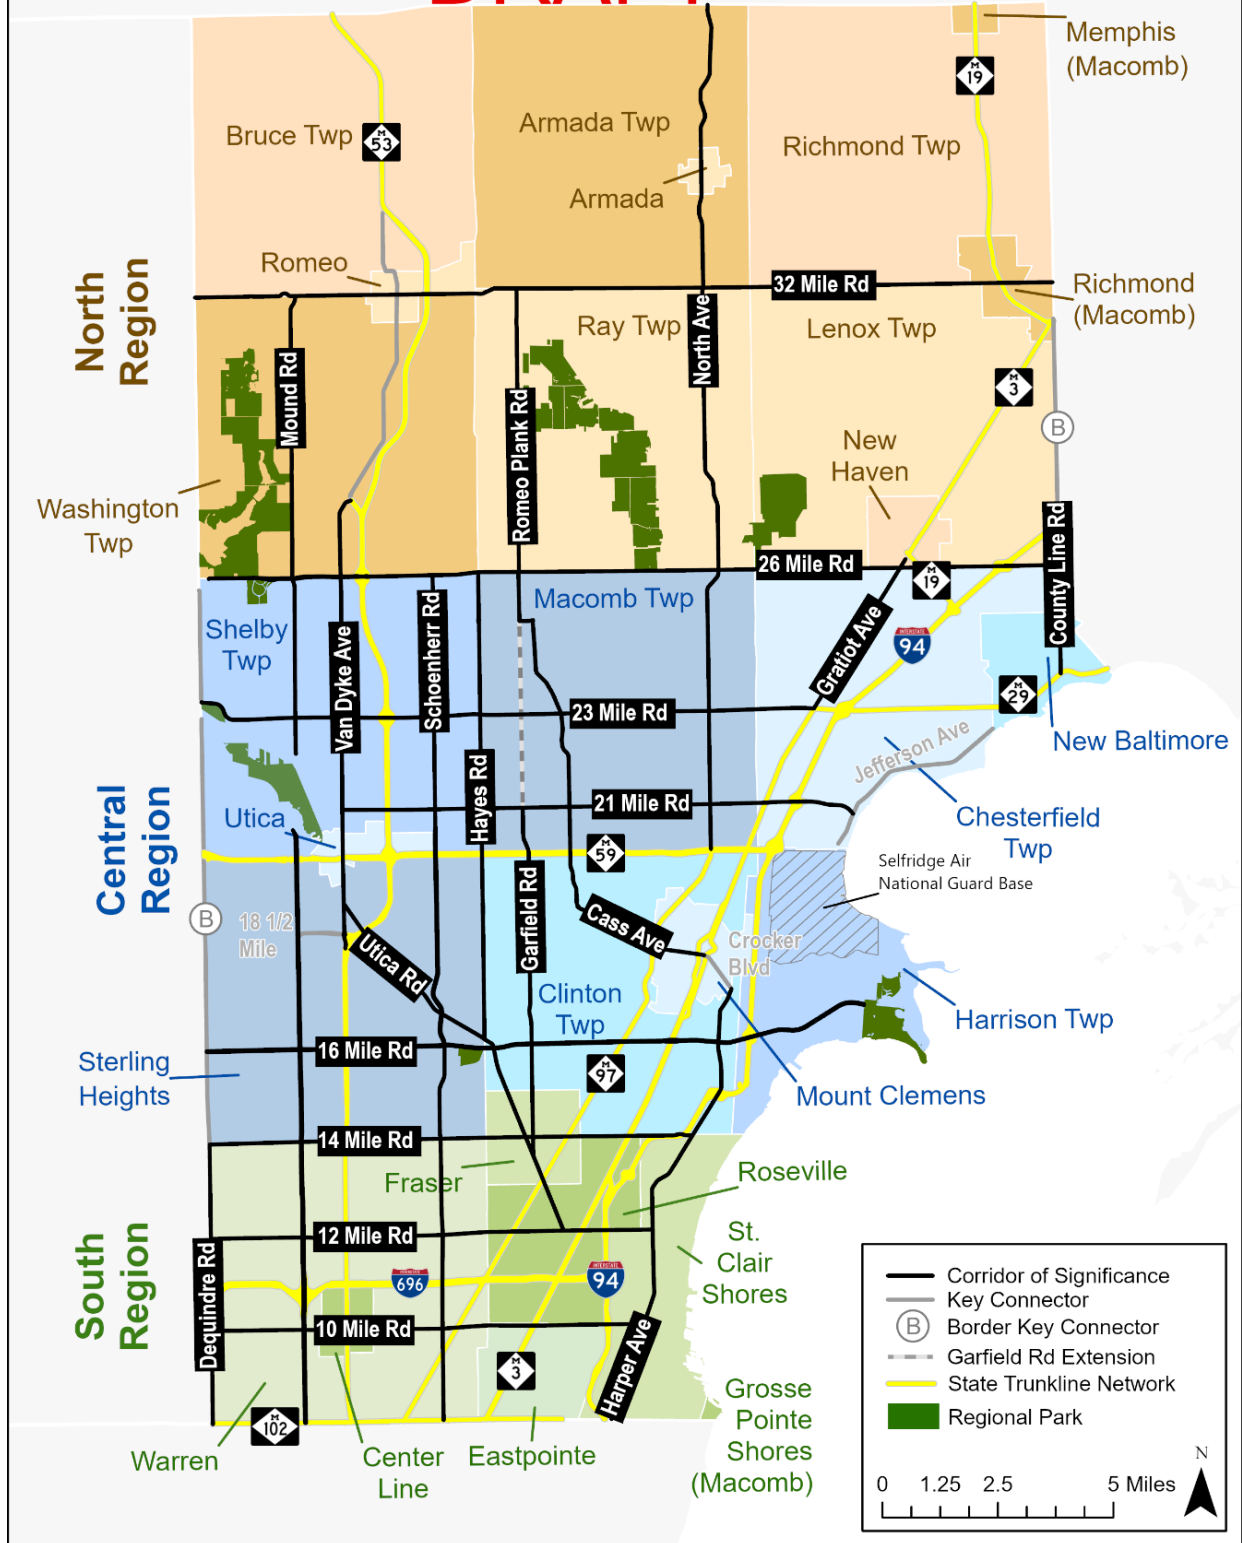 DRAFT
Memphis
(Macomb)
M
19
Bruce Twp
M
53
Armada Twp
Richmond Twp
Armada
Romeo
32 Mile Rd
Richmond
(Macomb)
North
Region
Ray Twp
North Ave
Lenox Twp
Mound Rd
M
3
Romeo Plank Rd
B
New
Haven
Washington
Twp
County Line Rd
26 Mile Rd
M
19
Macomb Twp
Shelby
Twp
Van Dyke Ave
Schoenherr Rd
Gratiot Ave
INTERSTATE
94
M
29
23 Mile Rd
Jefferson Ave
New Baltimore
Hayes Rd
21 Mile Rd
Utica
Chesterfield
Twp
Central
Region
M
59
Selfridge Air
National Guard Base
Garfield Rd
B
18 1/2
Mile
Cass Ave
Crocker
Blvd
Utica Rd
Clinton
Twp
Harrison Twp
16 Mile Rd
Sterling
Heights
M
97
Mount Clemens
14 Mile Rd
Fraser
Roseville
12 Mile Rd
St.
Clair
Shores
South
Region
Dequindre Rd
INTERSTATE
696
INTERSTATE
94
10 Mile Rd
Harper Ave
M
3
Grosse
Pointe
Shores
(Macomb)
M
102
Warren
Center
Line
Eastpointe
Corridor of Significance
Key Connector
B
Border Key Connector
Garfield Rd Extension
State Trunkline Network
Regional Park
N
0 1.25 2.5 5 Miles